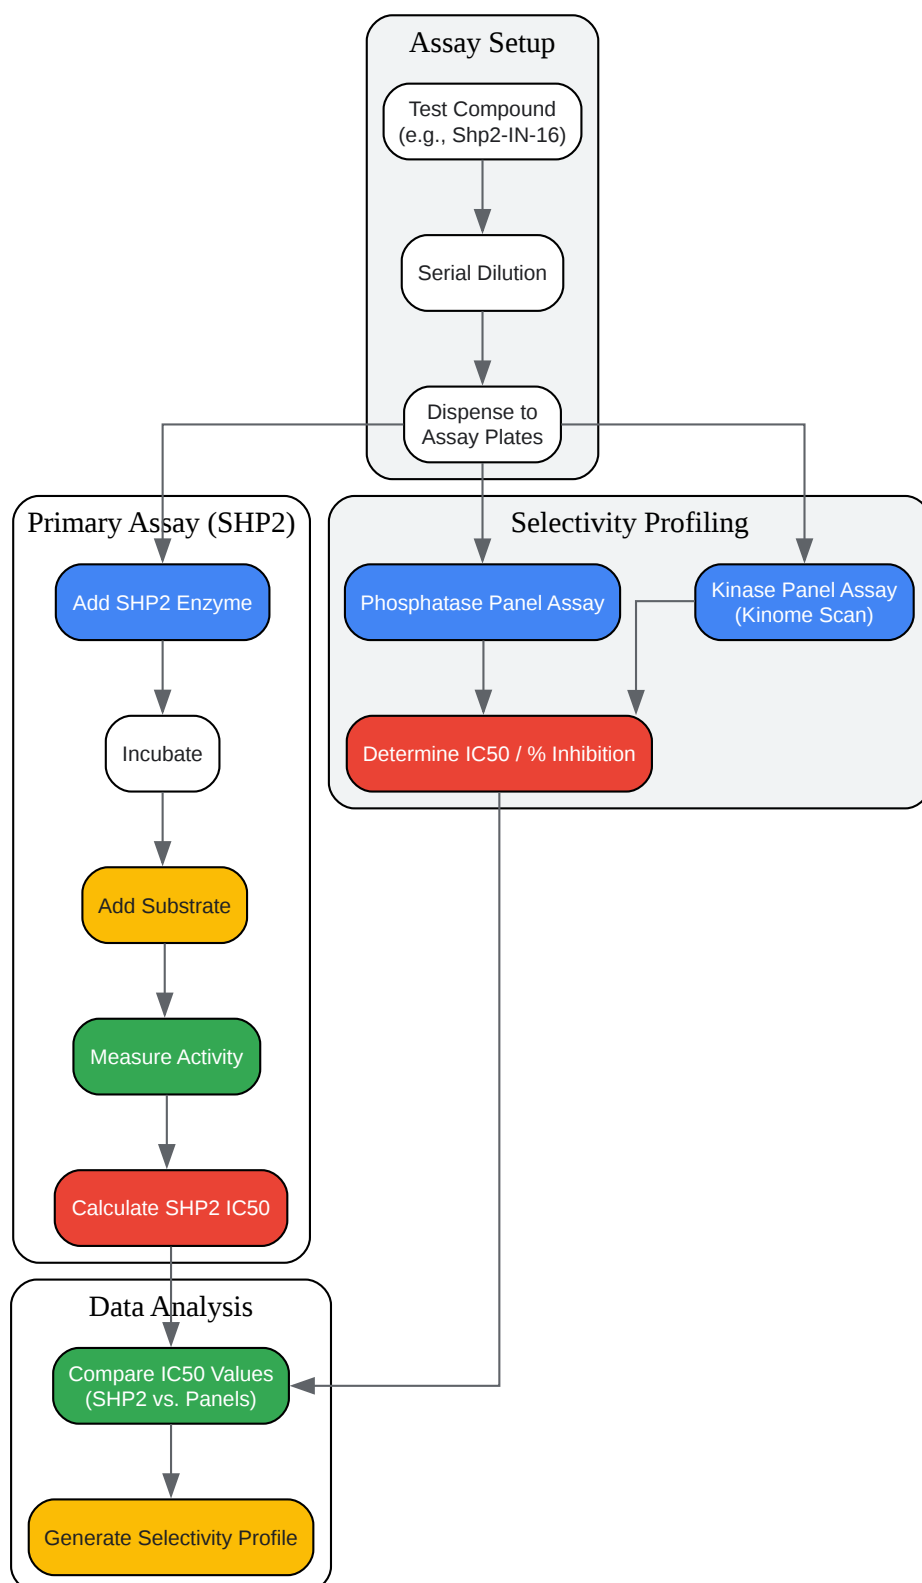 Assay Setup
Test Compound
(e.g., Shp2-IN-16)
Serial Dilution
Dispense to
Assay Plates
Primary Assay (SHP2)
Add SHP2 Enzyme
Incubate
Add Substrate
Measure Activity
Calculate SHP2 IC50
Selectivity Profiling
Phosphatase Panel Assay
Kinase Panel Assay
(Kinome Scan)
Determine IC50 / % Inhibition
Data Analysis
Compare IC50 Values
(SHP2 vs. Panels)
Generate Selectivity Profile